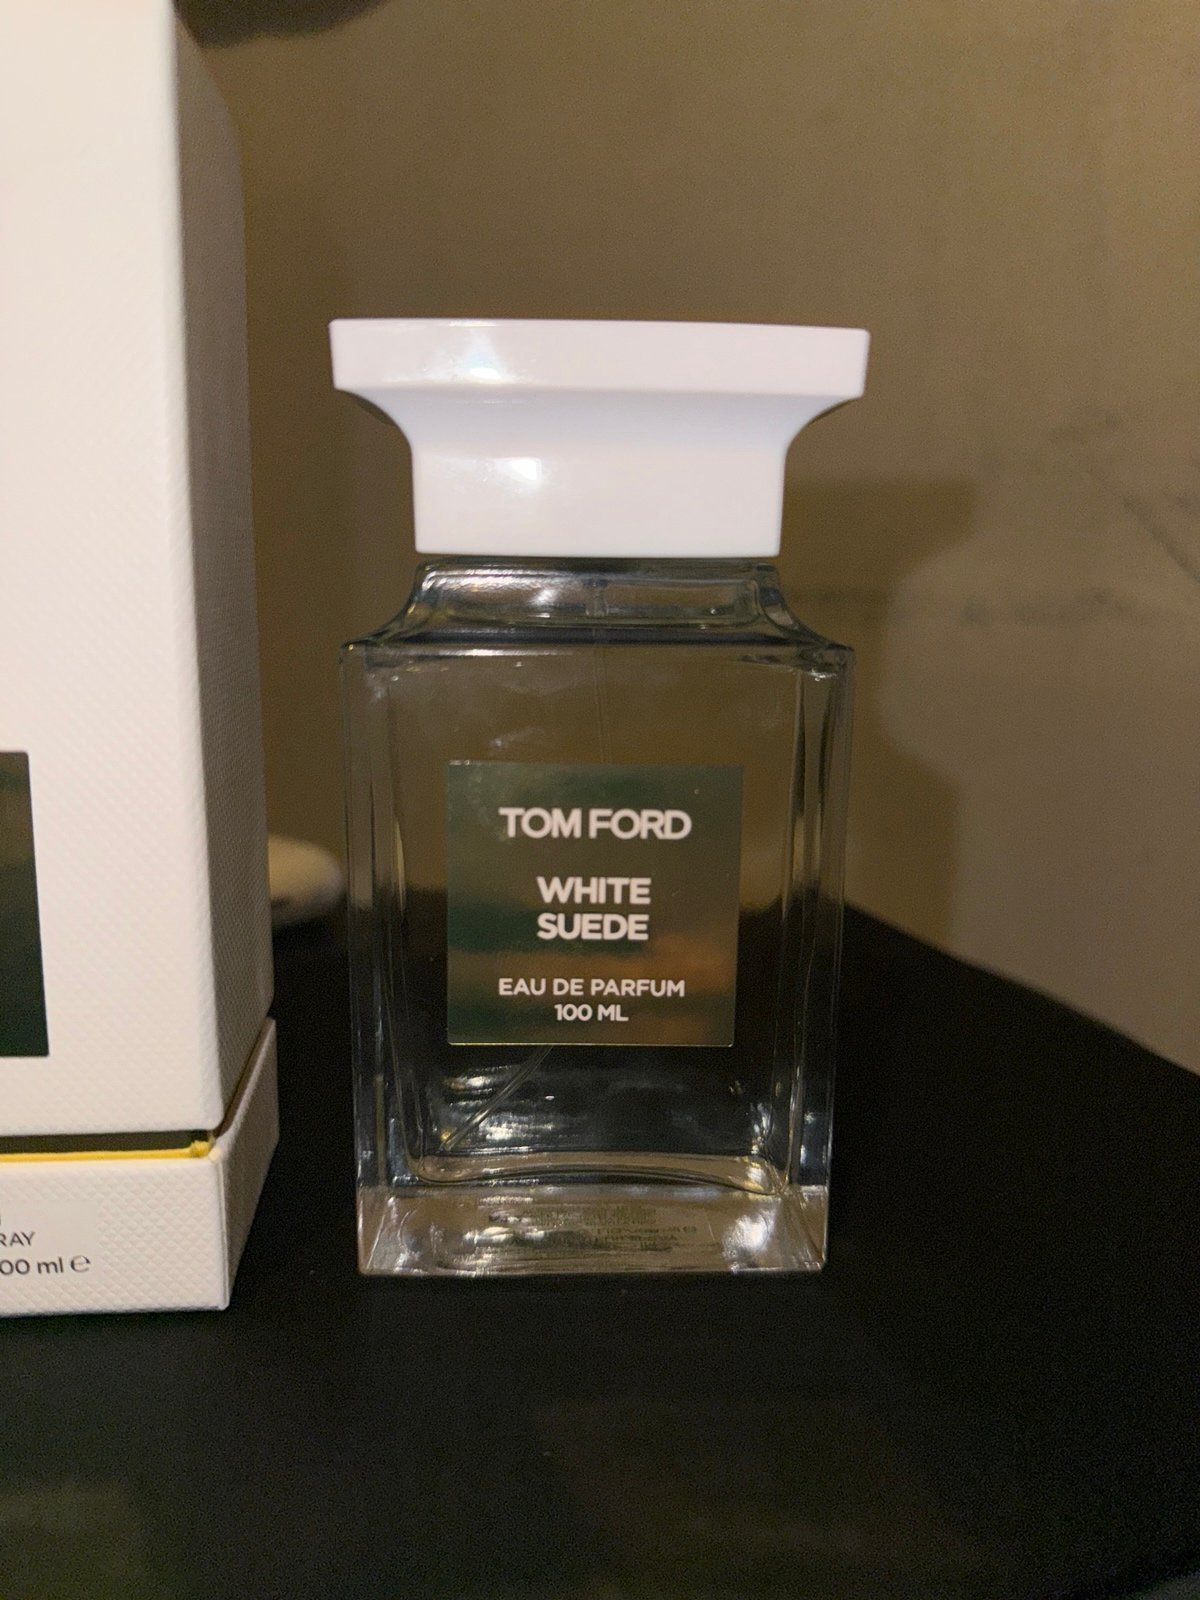 TOM FORD
WHITE
SUEDE
EAU DE PARFUM
100 ML
RAY
00 ml ℮